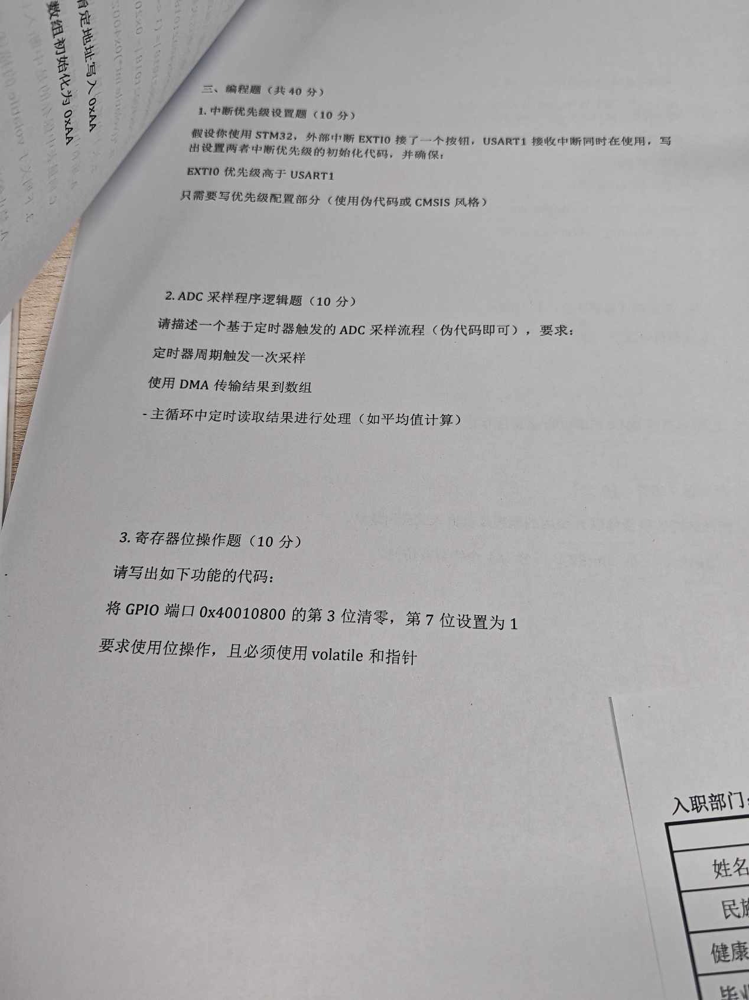 指定地址写入 0xAA
数组初始化为 0xAA
三、编程题（共 40 分）
1. 中断优先级设置题（10 分）
假设你使用 STM32，外部中断 EXTI0 接了一个按钮，USART1 接收中断同时在使用，写
出设置两者中断优先级的初始化代码，并确保：
EXTI0 优先级高于 USART1
只需要写优先级配置部分（使用伪代码或 CMSIS 风格）
2. ADC 采样程序逻辑题（10 分）
请描述一个基于定时器触发的 ADC 采样流程（伪代码即可），要求：
定时器周期触发一次采样
使用 DMA 传输结果到数组
- 主循环中定时读取结果进行处理（如平均值计算）
3. 寄存器位操作题（10 分）
请写出如下功能的代码：
将 GPIO 端口 0x40010800 的第 3 位清零，第 7 位设置为 1
要求使用位操作，且必须使用 volatile 和指针
入职部门：
姓名
民族
健康
毕业